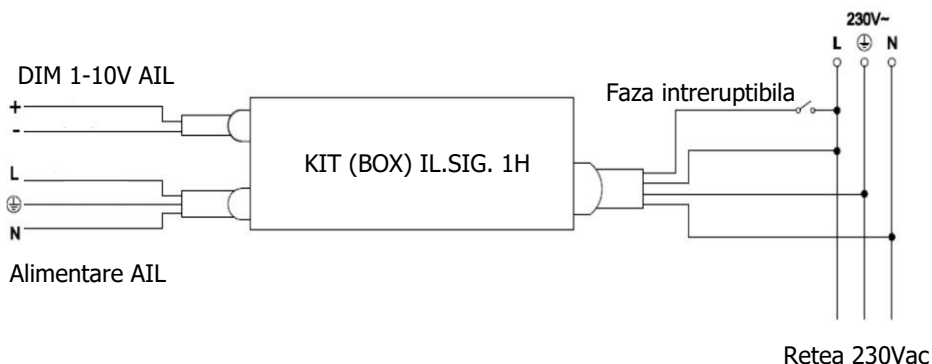 230V~
L ⏚ N
DIM 1-10V AIL
Faza intreruptibila
+
-
KIT (BOX) IL.SIG. 1H
L
⏚
N
Alimentare AIL
Retea 230Vac